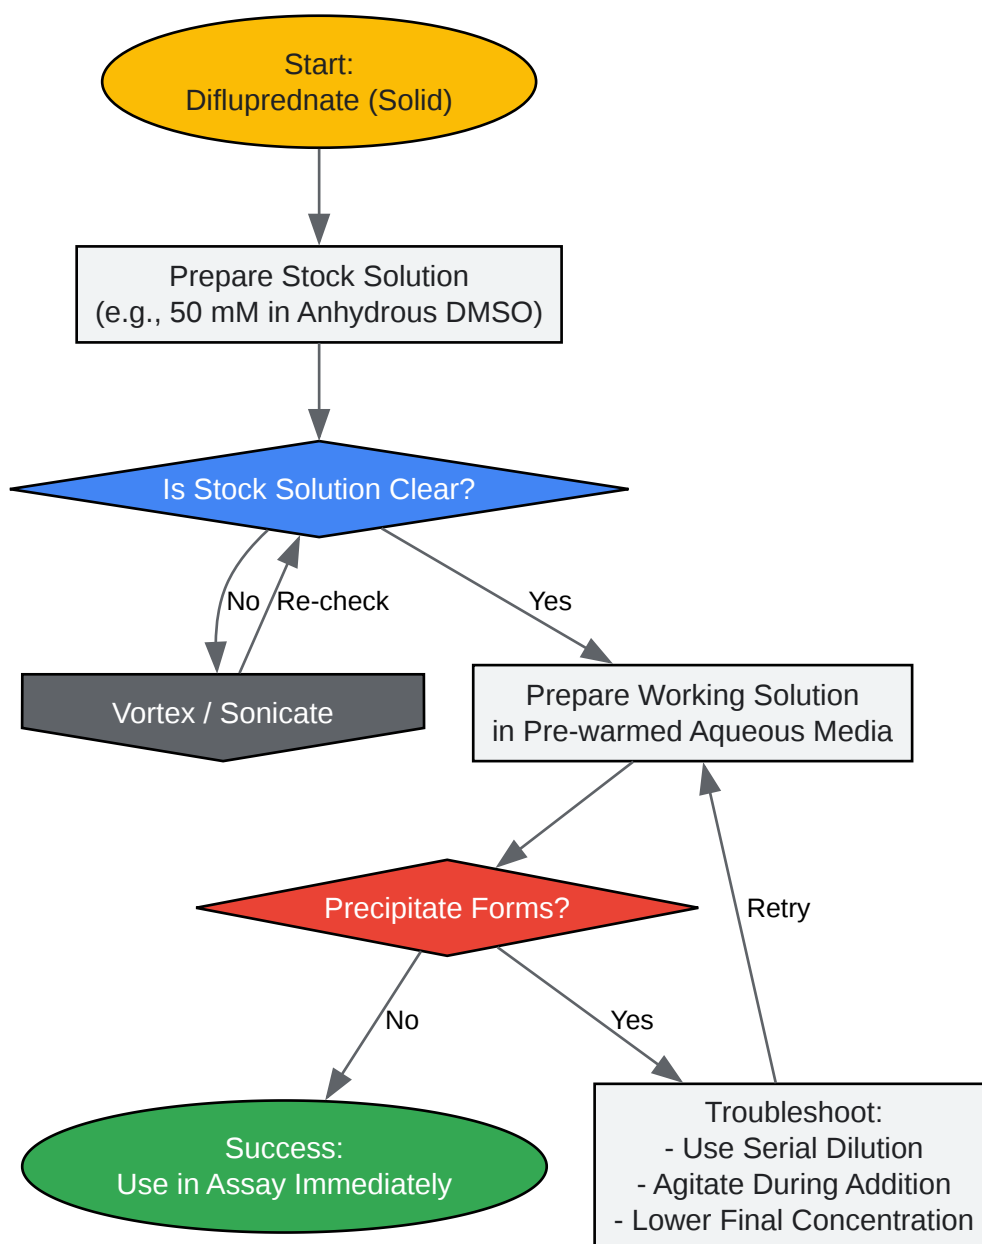 Start:
Difluprednate (Solid)
Prepare Stock Solution
(e.g., 50 mM in Anhydrous DMSO)
Is Stock Solution Clear?
No
Re-check
Yes
Vortex / Sonicate
Prepare Working Solution
in Pre-warmed Aqueous Media
Precipitate Forms?
Retry
No
Yes
Success:
Use in Assay Immediately
Troubleshoot:
- Use Serial Dilution
- Agitate During Addition
- Lower Final Concentration